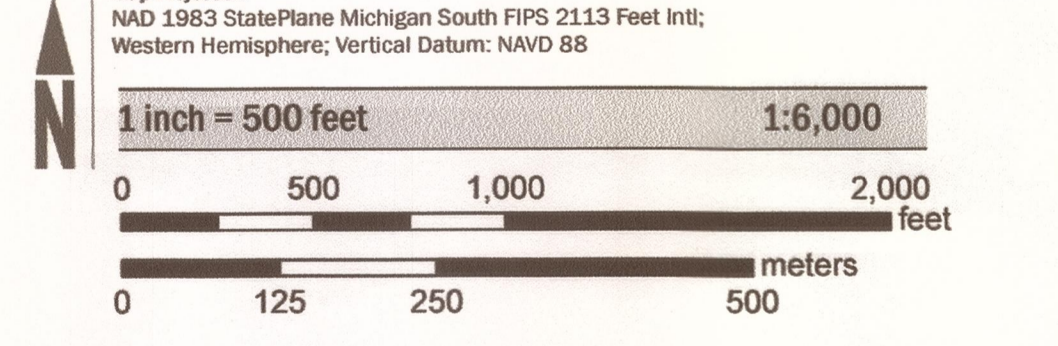 NAD 1983 StatePlane Michigan South FIPS 2113 Feet Intl;
Western Hemisphere; Vertical Datum: NAVD 88
N
1 inch = 500 feet 1:6,000
0 500 1,000 2,000
feet
meters
0 125 250 500